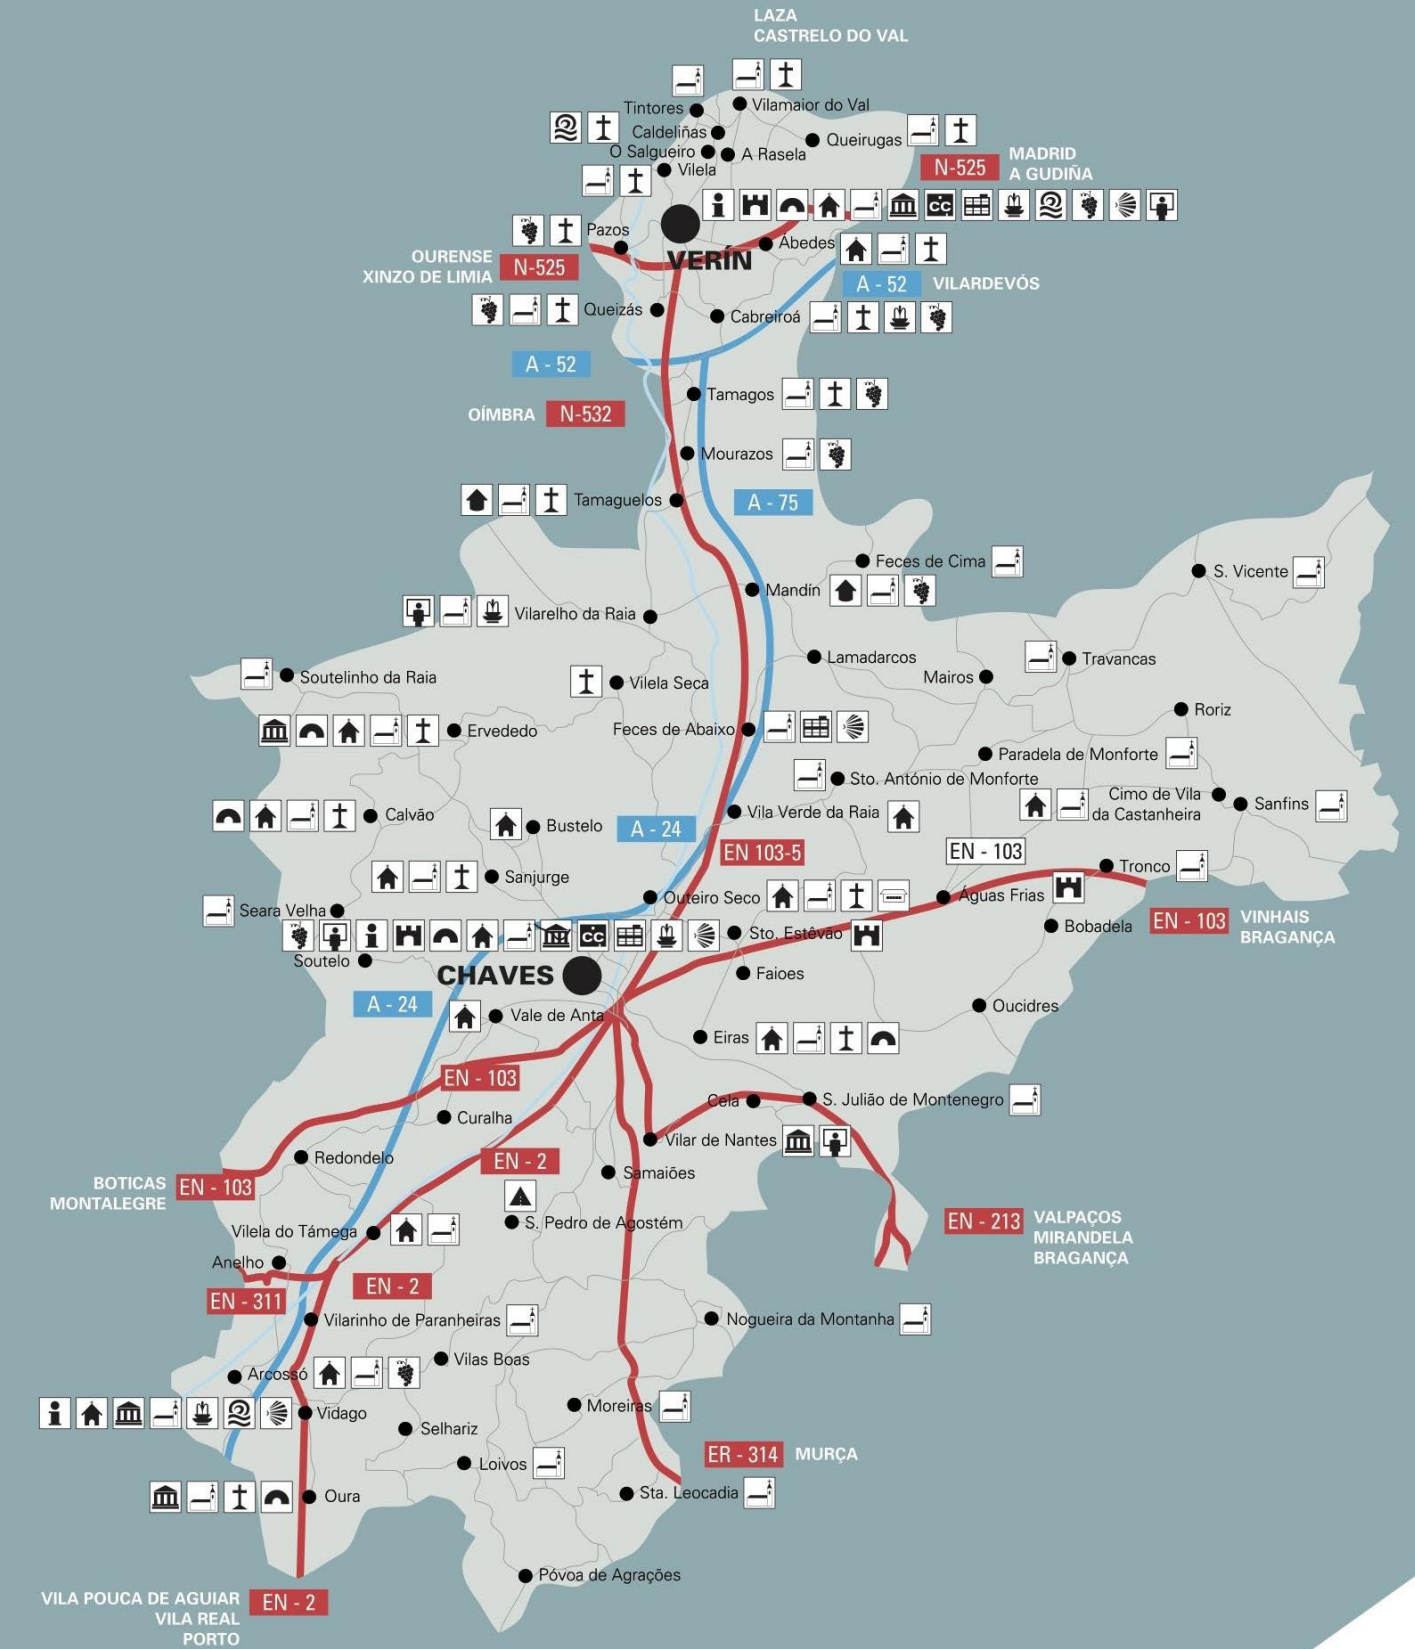 LAZA
CASTRELO DO VAL
Tintores
Vilamaior do Val
Caldeliñas
Queirugas
O Salgueiro
A Rasela
Vilela
N-525
MADRID
A GUDIÑA
CC
Pazos
VERÍN
Ábedes
OURENSE
XINZO DE LIMIA
N-525
A - 52
VILARDEVÓS
Queizás
Cabreiroá
A - 52
Tamagos
OÍMBRA
N-532
Mourazos
Tamaguelos
A - 75
Feces de Cima
S. Vicente
Mandín
Vilarelho da Raia
Lamadarcos
Travancas
Soutelinho da Raia
Vilela Seca
Mairos
Roriz
Ervededo
Feces de Abaixo
Paradela de Monforte
Sto. António de Monforte
Cimo de Vila
da Castanheira
Sanfins
Calvão
Vila Verde da Raia
Bustelo
A - 24
EN 103-5
EN - 103
Tronco
Sanjurge
Outeiro Seco
Águas Frias
Seara Velha
EN - 103
VINHAIS
BRAGANÇA
Bobadela
CC
Sto. Estêvão
Soutelo
CHAVES
Faioes
A - 24
Vale de Anta
Oucidres
Eiras
EN - 103
Cela
S. Julião de Montenegro
Curalha
Vilar de Nantes
Redondelo
EN - 2
Samaiões
BOTICAS
MONTALEGRE
EN - 103
S. Pedro de Agostém
EN - 213
VALPAÇOS
MIRANDELA
BRAGANÇA
Vilela do Támega
Anelho
EN - 2
EN - 311
Vilarinho de Paranheiras
Nogueira da Montanha
Vilas Boas
Arcossó
Moreiras
Vidago
Selhariz
ER - 314
MURÇA
Loivos
Sta. Leocadia
Oura
Póvoa de Agrações
VILA POUCA DE AGUIAR
VILA REAL
PORTO
EN - 2